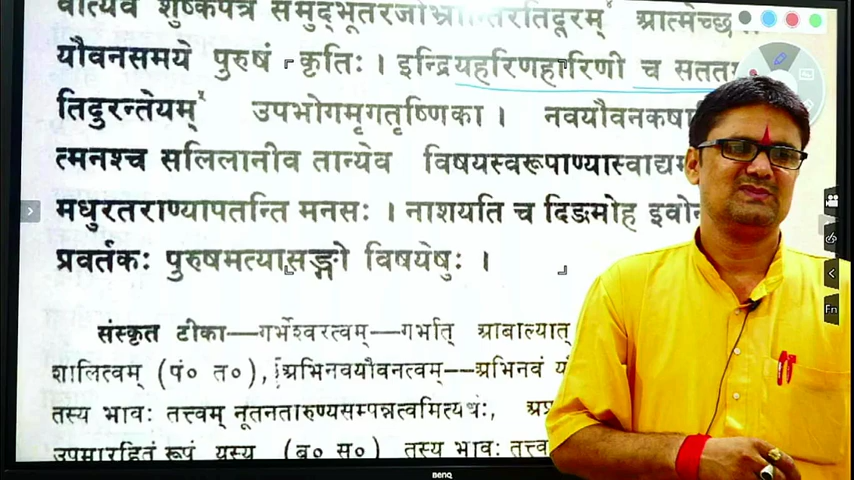 शुष्कपत्रं समुद्भूतरजोभ्रान्तिरतिदूरम् आत्मेच्छ
यौवनसमये पुरुषं कृतिः । इन्द्रियहरिणहारिणी च सतत
तिदुरन्तेयम् उपभोगमृगतृष्णिका । नवयौवनकषा
त्मनश्च सलिलानीव तान्येव विषयस्वरूपाण्यास्वाद्यम
मधुरतराण्यापतन्ति मनसः । नाशयति च दिङ्मोह इवोन
प्रवर्तकः पुरुषमत्यासङ्गो विषयेषुः ।
संस्कृत टीका—गर्भेश्वरत्वम्—गर्भात् आबाल्यात्
शालित्वम् (षं० त०), अभिनवयौवनत्वम्—अभिनवं य
तस्य भावः तत्त्वम् नूतनतारुण्यसम्पन्नत्वमित्यर्थः, अप्र
उपमारहितं रूपं यस्य (ब० स०) तस्य भावः तत्त्व
Fn
BENQ